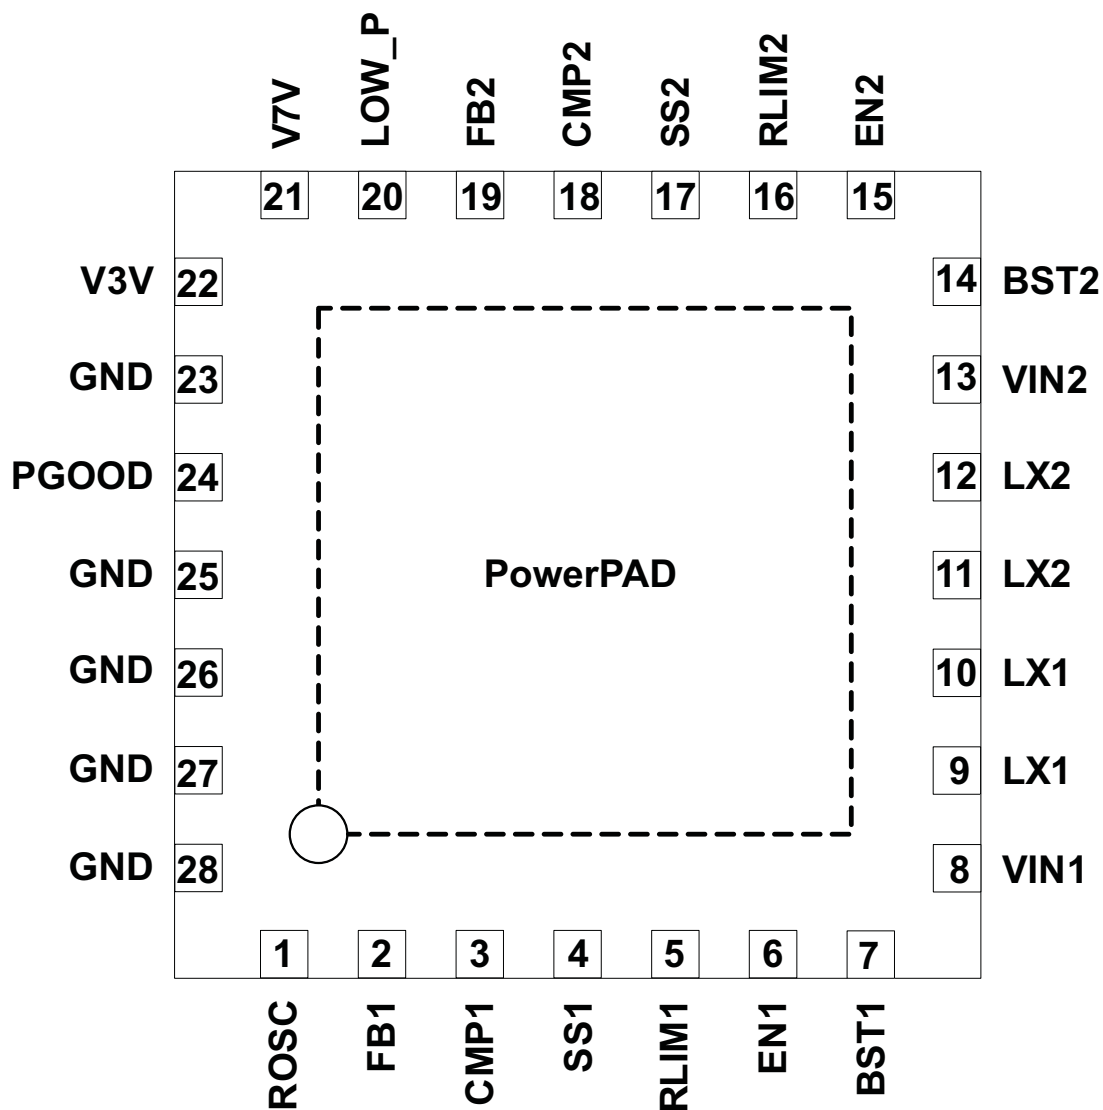 V7V
LOW_P
FB2
CMP2
SS2
RLIM2
EN2
21
20
19
18
17
16
15
V3V 22
14 BST2
GND 23
13 VIN2
PGOOD 24
12 LX2
GND 25
PowerPAD
11 LX2
GND 26
10 LX1
GND 27
9 LX1
GND 28
8 VIN1
1
2
3
4
5
6
7
ROSC
FB1
CMP1
SS1
RLIM1
EN1
BST1